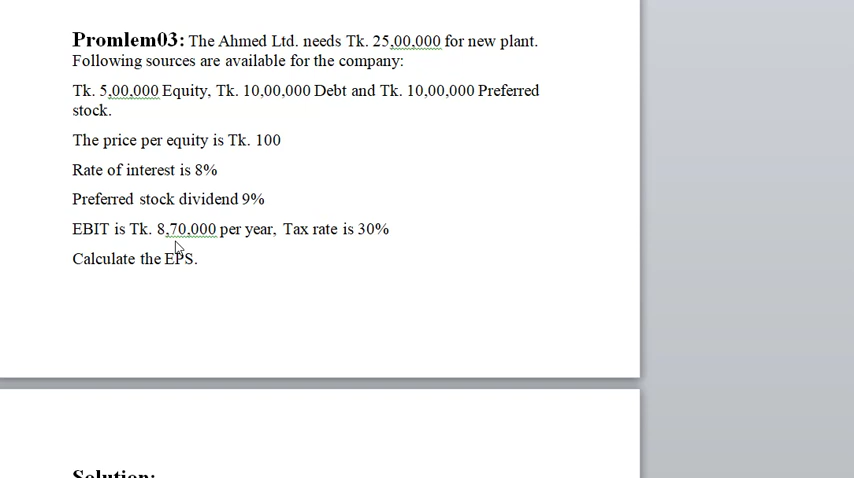 Promlem03: The Ahmed Ltd. needs Tk. 25,00,000 for new plant.
Following sources are available for the company:
Tk. 5,00,000 Equity, Tk. 10,00,000 Debt and Tk. 10,00,000 Preferred
stock.
The price per equity is Tk. 100
Rate of interest is 8%
Preferred stock dividend 9%
EBIT is Tk. 8,70,000 per year, Tax rate is 30%
Calculate the EPS.
Solution: